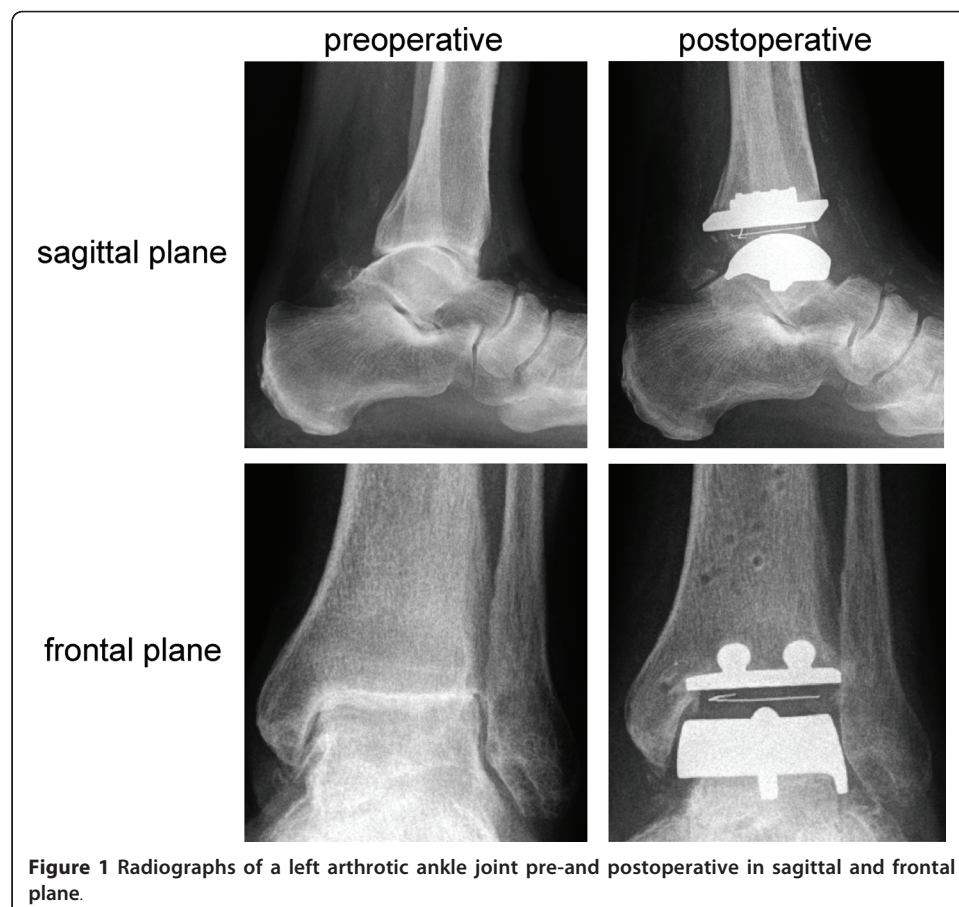 preoperative
postoperative
sagittal plane
frontal plane
Figure 1 Radiographs of a left arthrotic ankle joint pre-and postoperative in sagittal and frontal
plane.